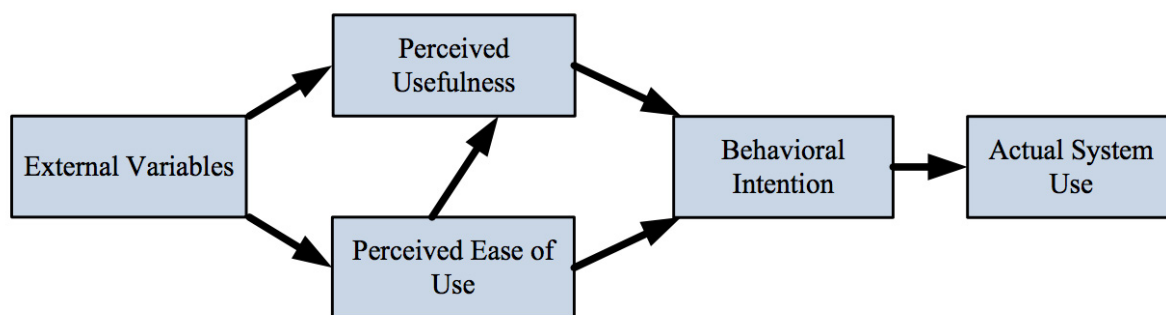 External Variables
Perceived
Usefulness
Perceived Ease of
Use
Behavioral
Intention
Actual System
Use